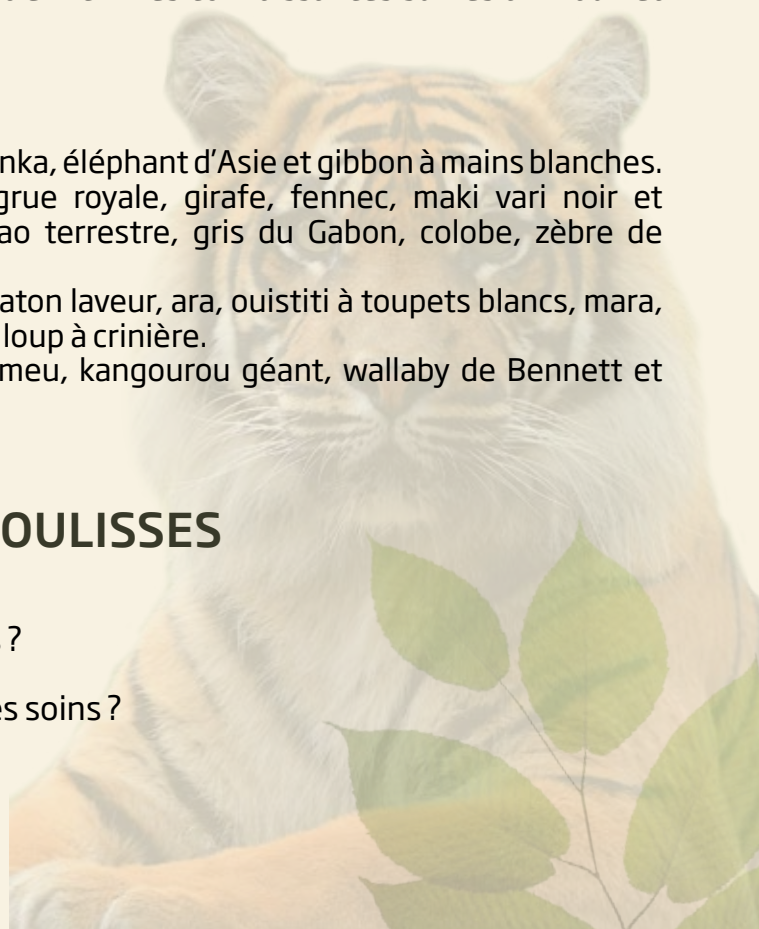 nka, éléphant d’Asie et gibbon à mains blanches.
grue royale, girafe, fennec, maki vari noir et
ao terrestre, gris du Gabon, colobe, zèbre de
aton laveur, ara, ouistiti à toupets blancs, mara,
loup à crinière.
meu, kangourou géant, wallaby de Bennett et
OULISSES
?
es soins ?